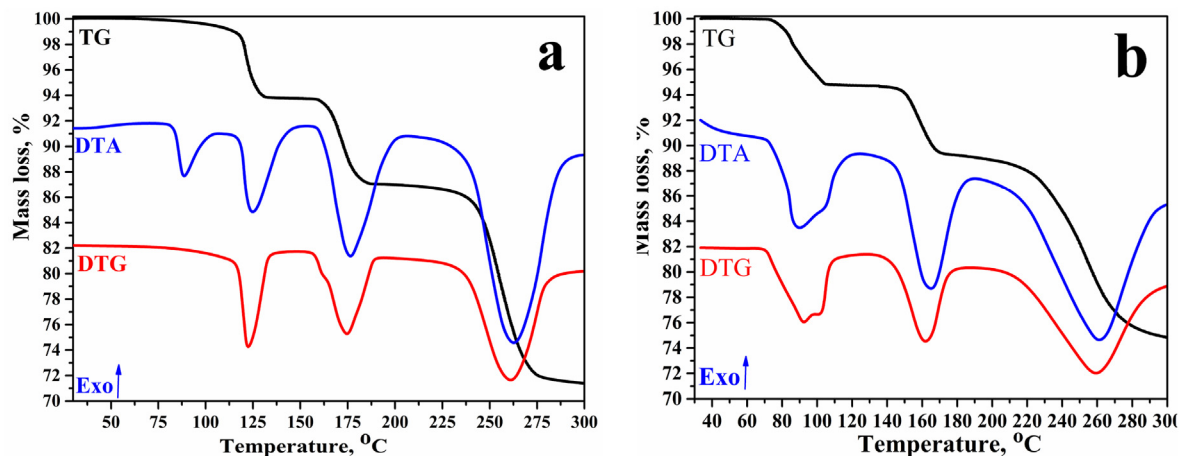 a
TG
DTA
DTG
Exo
Mass loss, %
100
98
96
94
92
90
88
86
84
82
80
78
76
74
72
70
50 75 100 125 150 175 200 225 250 275 300
Temperature, °C
b
TG
DTA
DTG
Exo
Mass loss, %
100
98
96
94
92
90
88
86
84
82
80
78
76
74
72
70
40 60 80 100 120 140 160 180 200 220 240 260 280 300
Temperature, °C